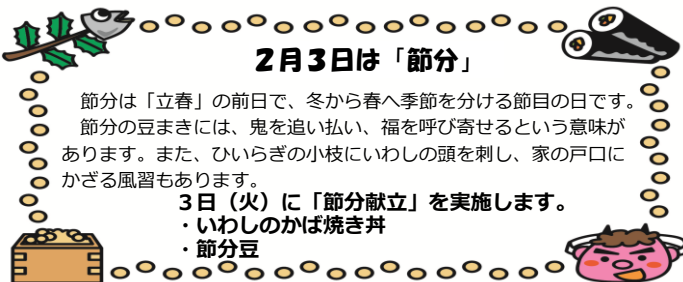 2月3日は「節分」
節分は「立春」の前日で、冬から春へ季節を分ける節目の日です。
節分の豆まきには、鬼を追い払い、福を呼び寄せるという意味が
あります。また、ひいらぎの小枝にいわしの頭を刺し、家の戸口に
かざる風習もあります。
3日（火）に「節分献立」を実施します。
・いわしのかば焼き丼
・節分豆